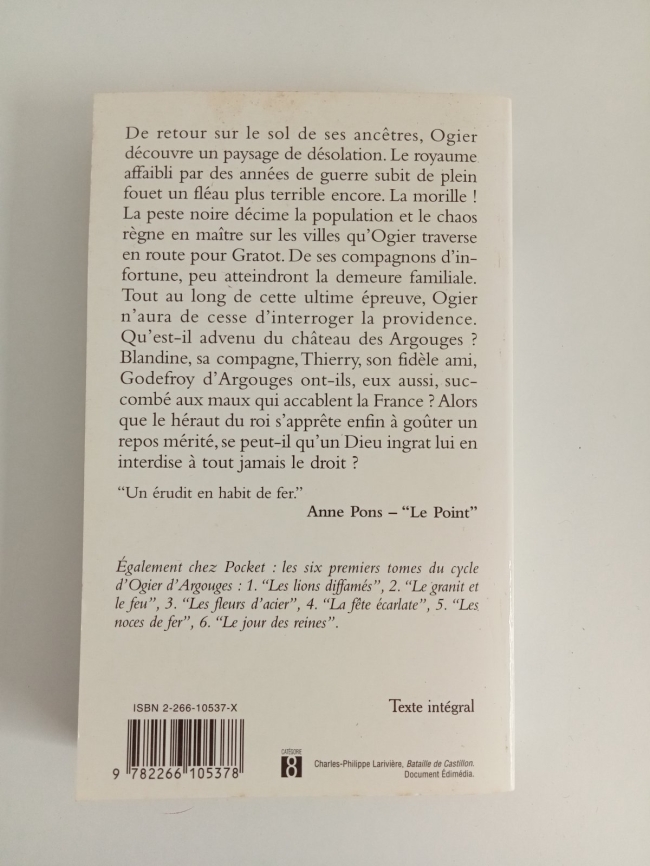 De retour sur le sol de ses ancêtres, Ogier
découvre un paysage de désolation. Le royaume
affaibli par des années de guerre subit de plein
fouet un fléau plus terrible encore. La morille !
La peste noire décime la population et le chaos
règne en maître sur les villes qu'Ogier traverse
en route pour Gratot. De ses compagnons d'in-
fortune, peu atteindront la demeure familiale.
Tout au long de cette ultime épreuve, Ogier
n'aura de cesse d'interroger la providence.
Qu'est-il advenu du château des Argouges ?
Blandine, sa compagne, Thierry, son fidèle ami,
Godefroy d'Argouges ont-ils, eux aussi, suc-
combé aux maux qui accablent la France ? Alors
que le héraut du roi s'apprête enfin à goûter un
repos mérité, se peut-il qu'un Dieu ingrat lui en
interdise à tout jamais le droit ?
“Un érudit en habit de fer.”
Anne Pons – “Le Point”
Également chez Pocket : les six premiers tomes du cycle
d'Ogier d'Argouges : 1. “Les lions diffamés”, 2. “Le granit et
le feu”, 3. “Les fleurs d'acier”, 4. “La fête écarlate”, 5. “Les
noces de fer”, 6. “Le jour des reines”.
ISBN 2-266-10537-X
Texte intégral
9 782266 105378
CATÉGORIE
8
Charles-Philippe Larivière, Bataille de Castillon.
Document Édimédia.